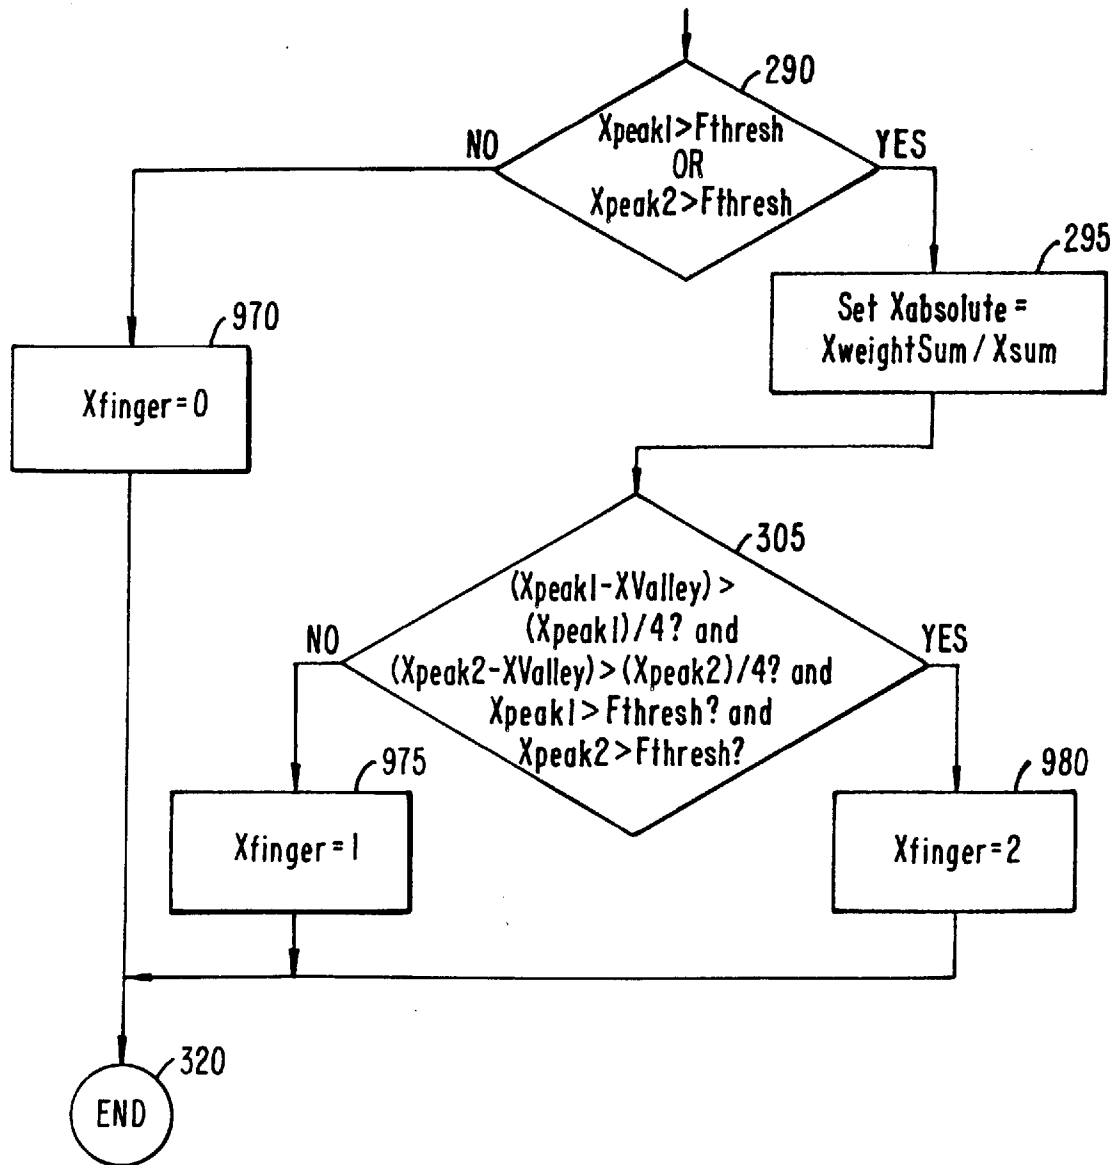 290
Xpeak1>Fthresh
OR
Xpeak2>Fthresh
NO
YES
295
Set Xabsolute=
XweightSum/Xsum
970
Xfinger=0
305
(Xpeak1-XValley)>
(Xpeak1)/4? and
(Xpeak2-XValley)>(Xpeak2)/4? and
Xpeak1>Fthresh? and
Xpeak2>Fthresh?
NO
YES
975
Xfinger=1
980
Xfinger=2
320
END